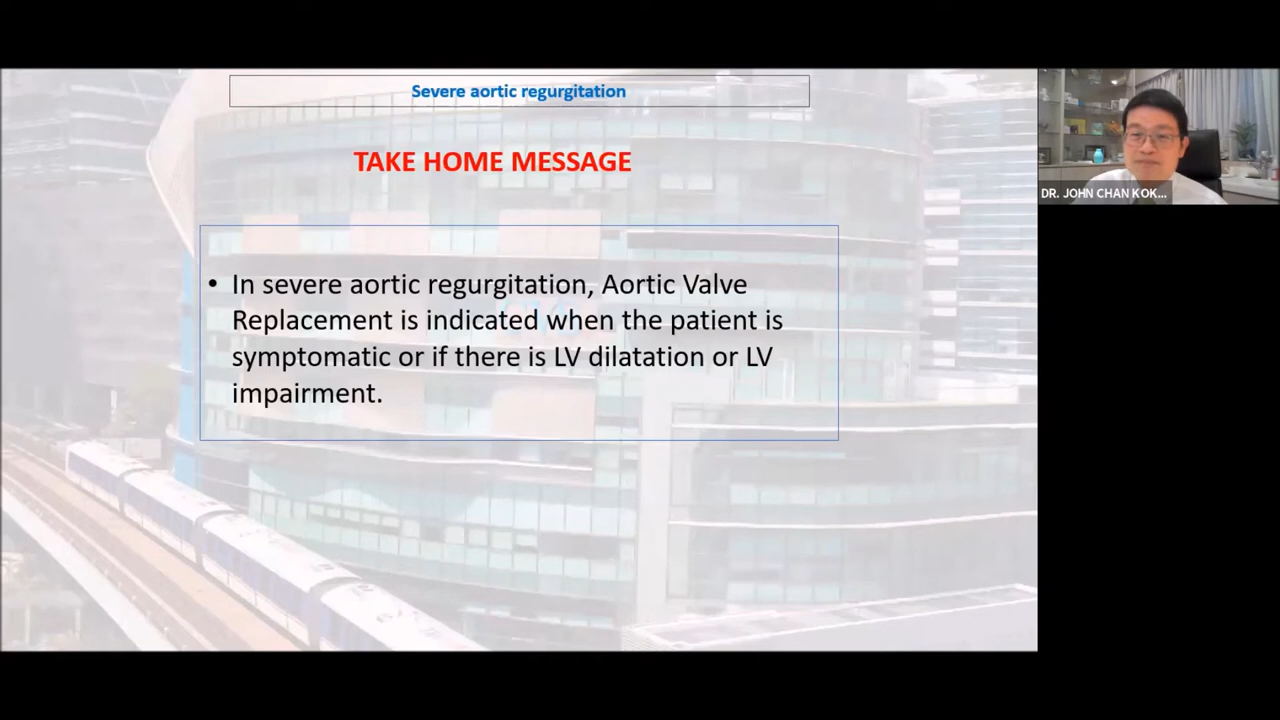 Severe aortic regurgitation
TAKE HOME MESSAGE
• In severe aortic regurgitation, Aortic Valve
Replacement is indicated when the patient is
symptomatic or if there is LV dilatation or LV
impairment.
DR. JOHN CHAN KOK...